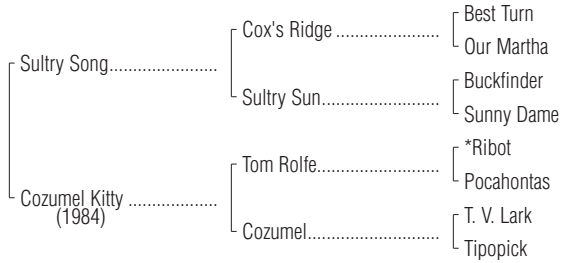 Best Turn
Cox's Ridge
Our Martha
Sultry Song
Buckfinder
Sultry Sun
Sunny Dame
*Ribot
Tom Rolfe
Pocahontas
Cozumel Kitty
(1984)
T. V. Lark
Cozumel
Tipopick